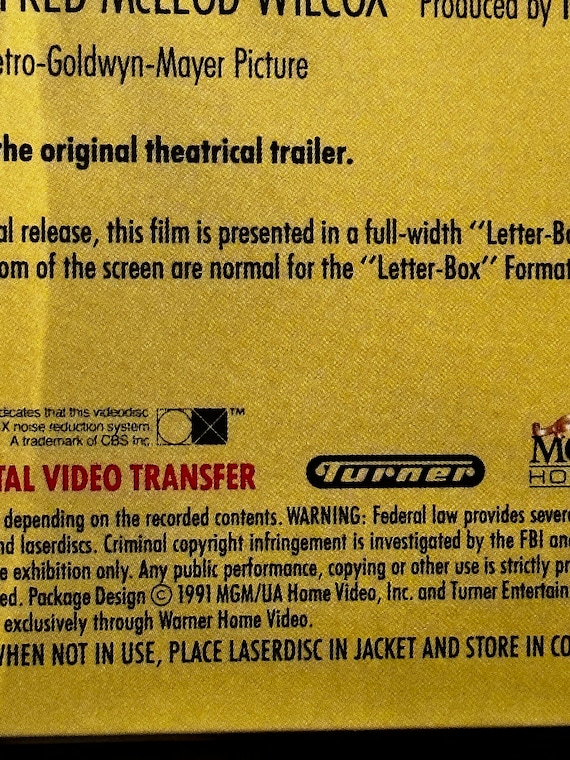 FRED McLEOD WILCOX Produced by
etro-Goldwyn-Mayer Picture
the original theatrical trailer.
al release, this film is presented in a full-width “Letter-Bo
om of the screen are normal for the “Letter-Box” Format
dicates that this videodisc
X noise reduction system.
A trademark of CBS Inc.
TM
TAL VIDEO TRANSFER
Turner
MG
HO
depending on the recorded contents. WARNING: Federal law provides severe
nd laserdiscs. Criminal copyright infringement is investigated by the FBI an
e exhibition only. Any public performance, copying or other use is strictly pr
ed. Package Design © 1991 MGM/UA Home Video, Inc. and Turner Entertain
exclusively through Warner Home Video.
WHEN NOT IN USE, PLACE LASERDISC IN JACKET AND STORE IN CO